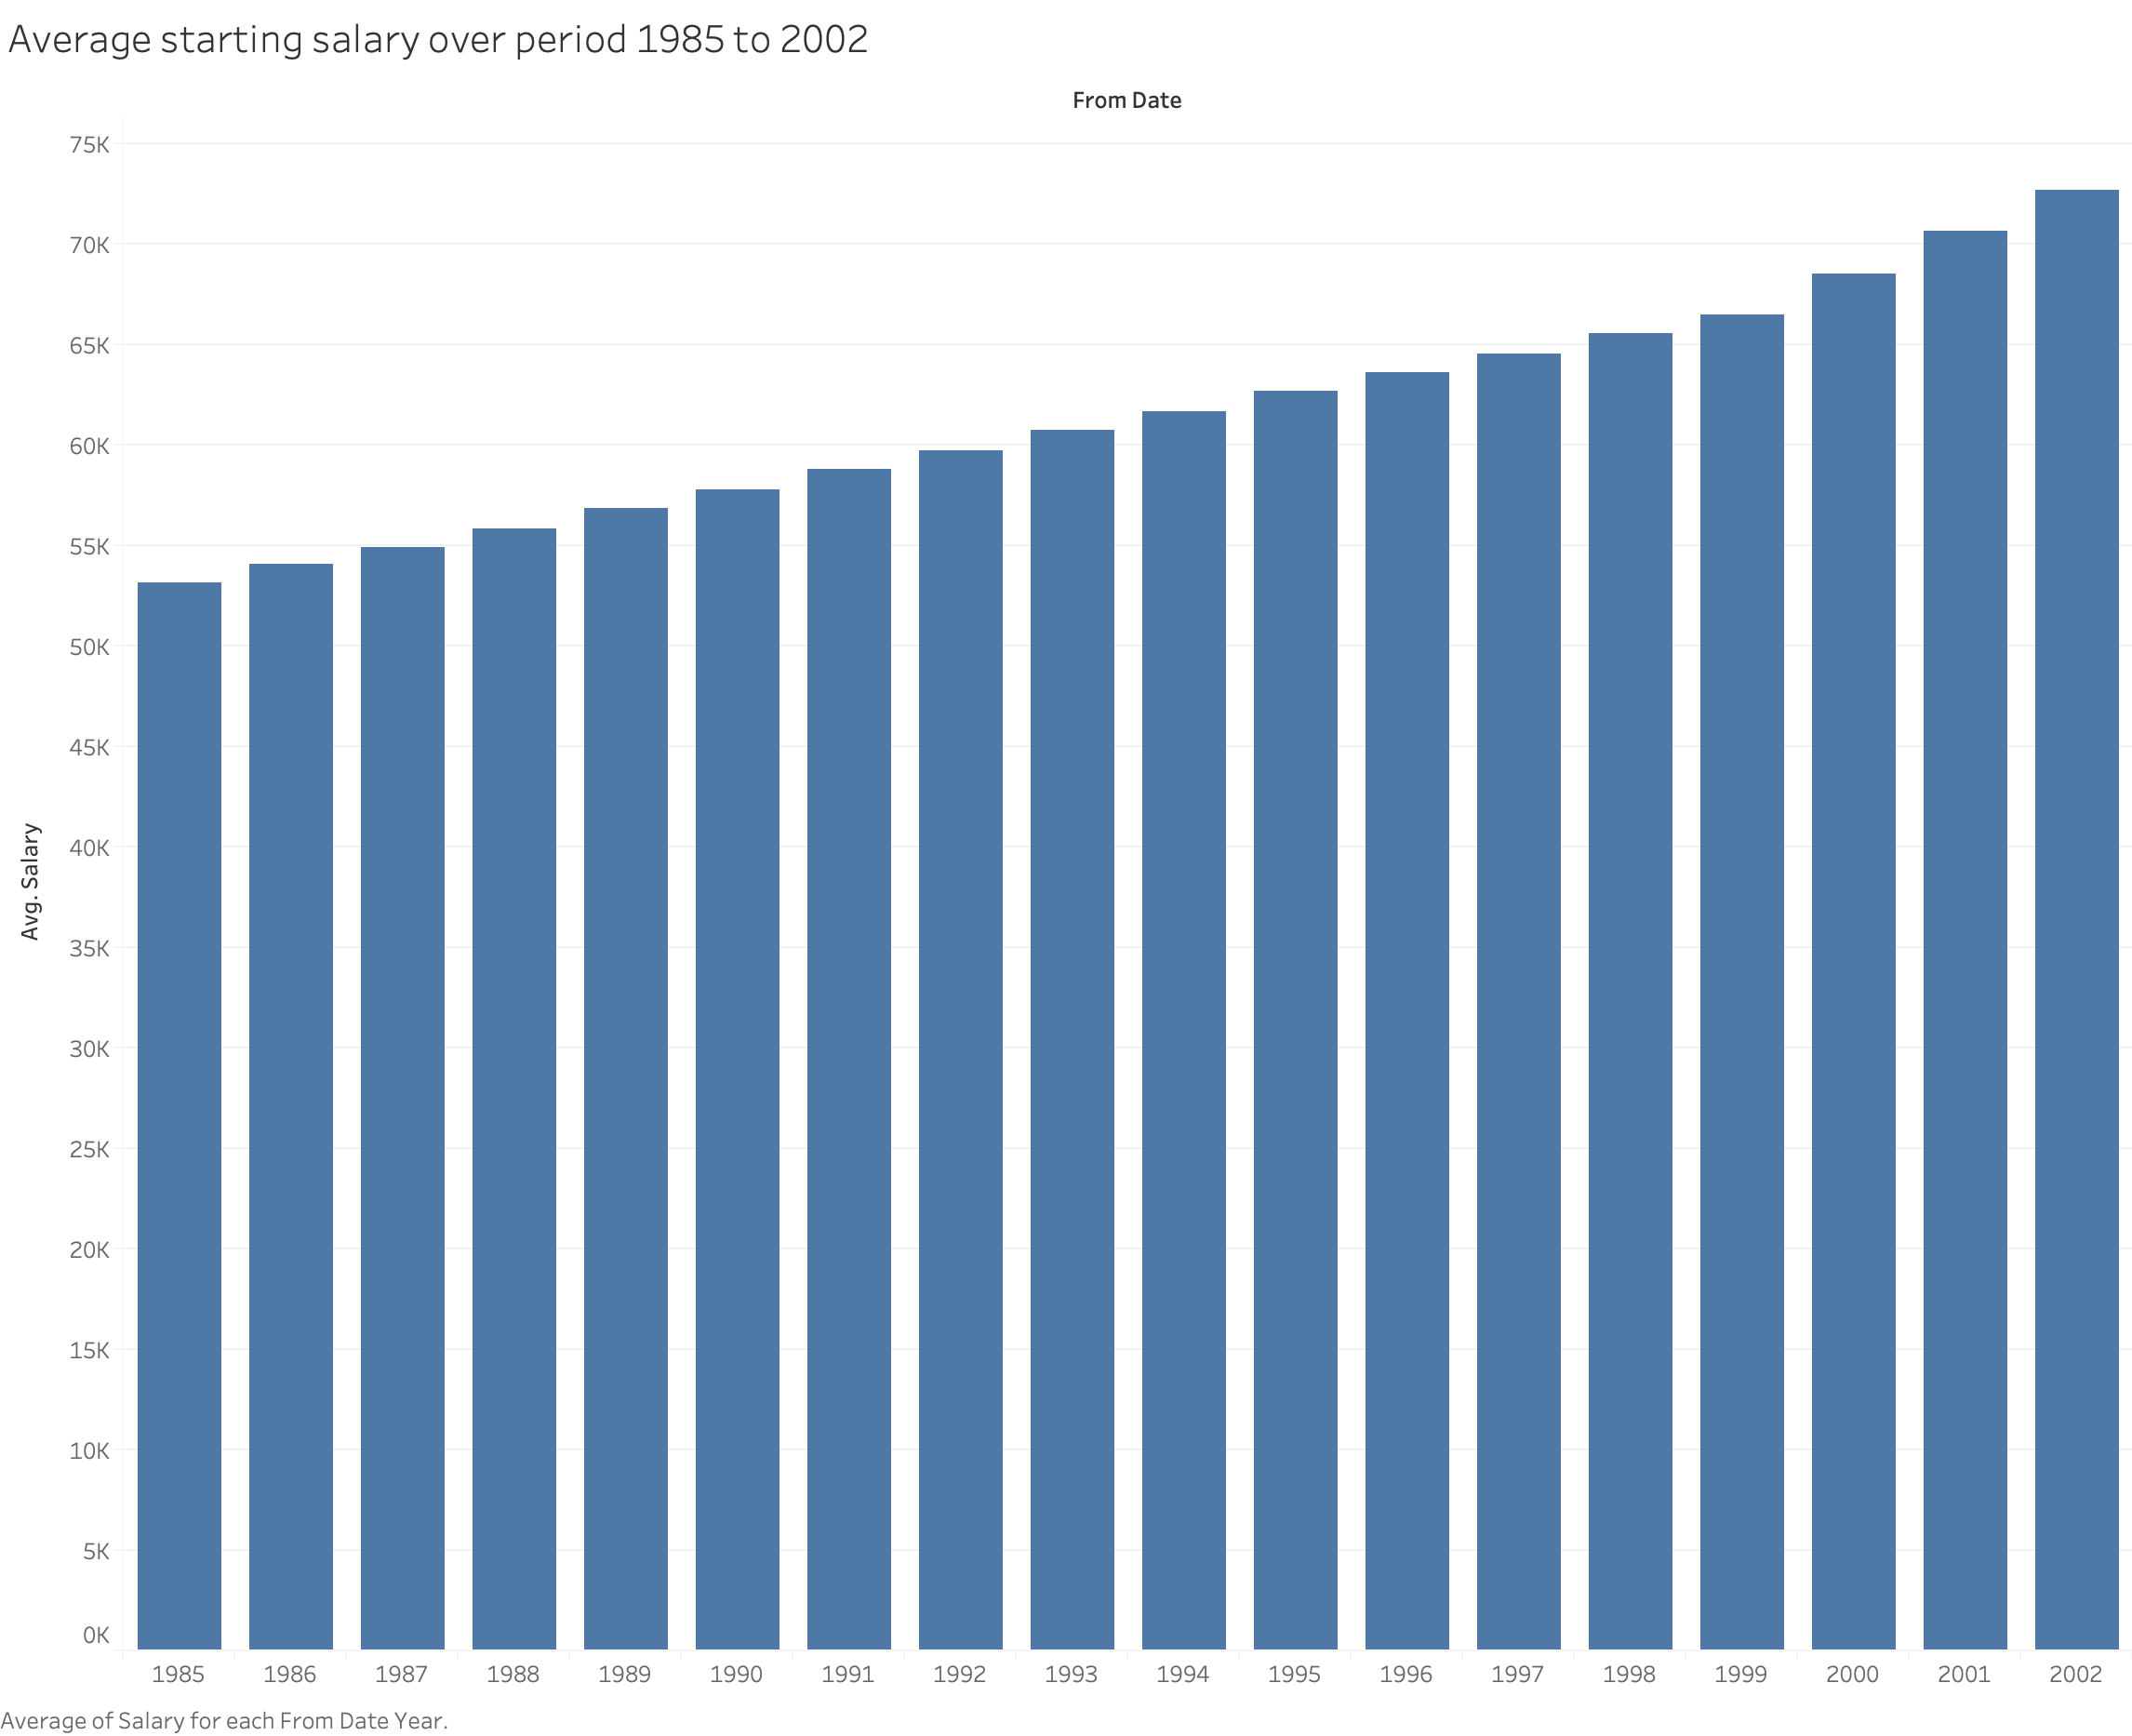 Average starting salary over period 1985 to 2002
From Date
75K
70K
65K
60K
55K
50K
45K
40K
35K
30K
25K
20K
15K
10K
5K
0K
Avg. Salary
1985 1986 1987 1988 1989 1990 1991 1992 1993 1994 1995 1996 1997 1998 1999 2000 2001 2002
Average of Salary for each From Date Year.